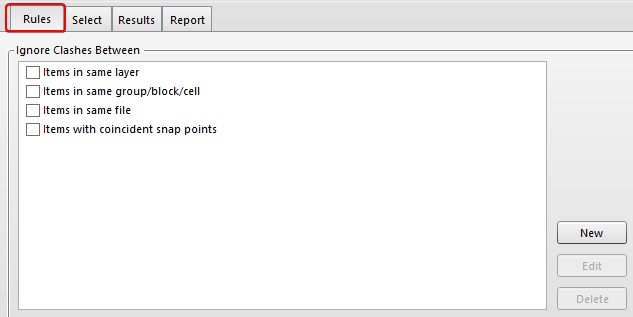 Rules Select Results Report
Ignore Clashes Between
Items in same layer
Items in same group/block/cell
Items in same file
Items with coincident snap points
New
Edit
Delete